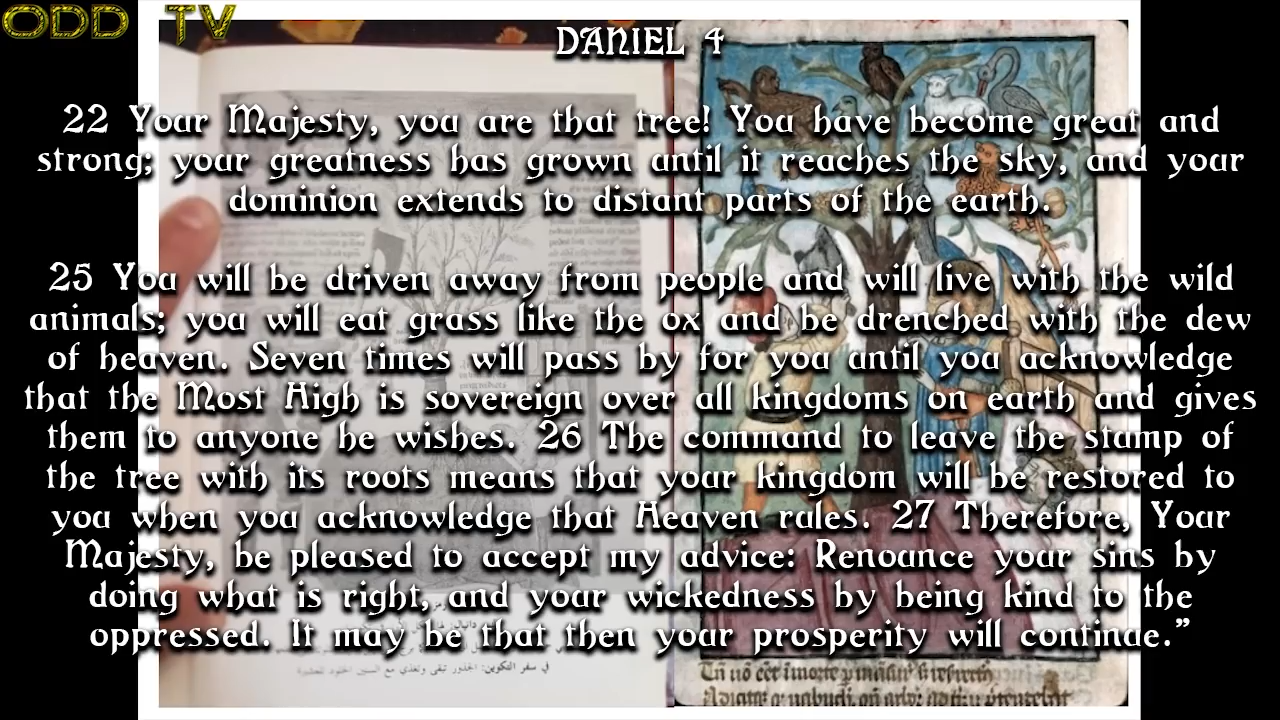 ODD TV
DANIEL 4
22 Your Majesty, you are that tree! You have become great and
strong; your greatness has grown until it reaches the sky, and your
dominion extends to distant parts of the earth.
25 You will be driven away from people and will live with the wild
animals; you will eat grass like the ox and be drenched with the dew
of heaven. Seven times will pass by for you until you acknowledge
that the Most High is sovereign over all kingdoms on earth and gives
them to anyone he wishes. 26 The command to leave the stump of
the tree with its roots means that your kingdom will be restored to
you when you acknowledge that Heaven rules. 27 Therefore, Your
Majesty, be pleased to accept my advice: Renounce your sins by
doing what is right, and your wickedness by being kind to the
oppressed. It may be that then your prosperity will continue.”
في سفر التكوين: الجذور تبقى وتغذي مع السنين